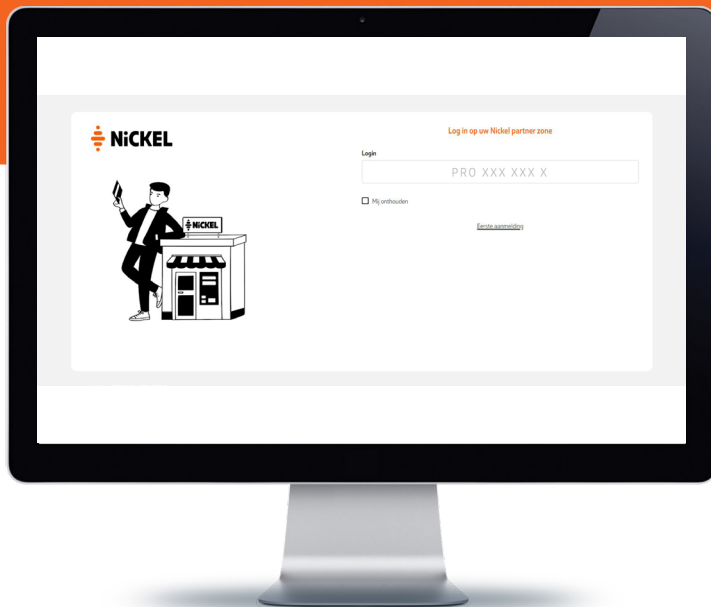 NiCKEL
NiCKEL
Log in op uw Nickel partner zone
Login
PRO XXX XXX X
Mij onthouden
Eerste aanmelding